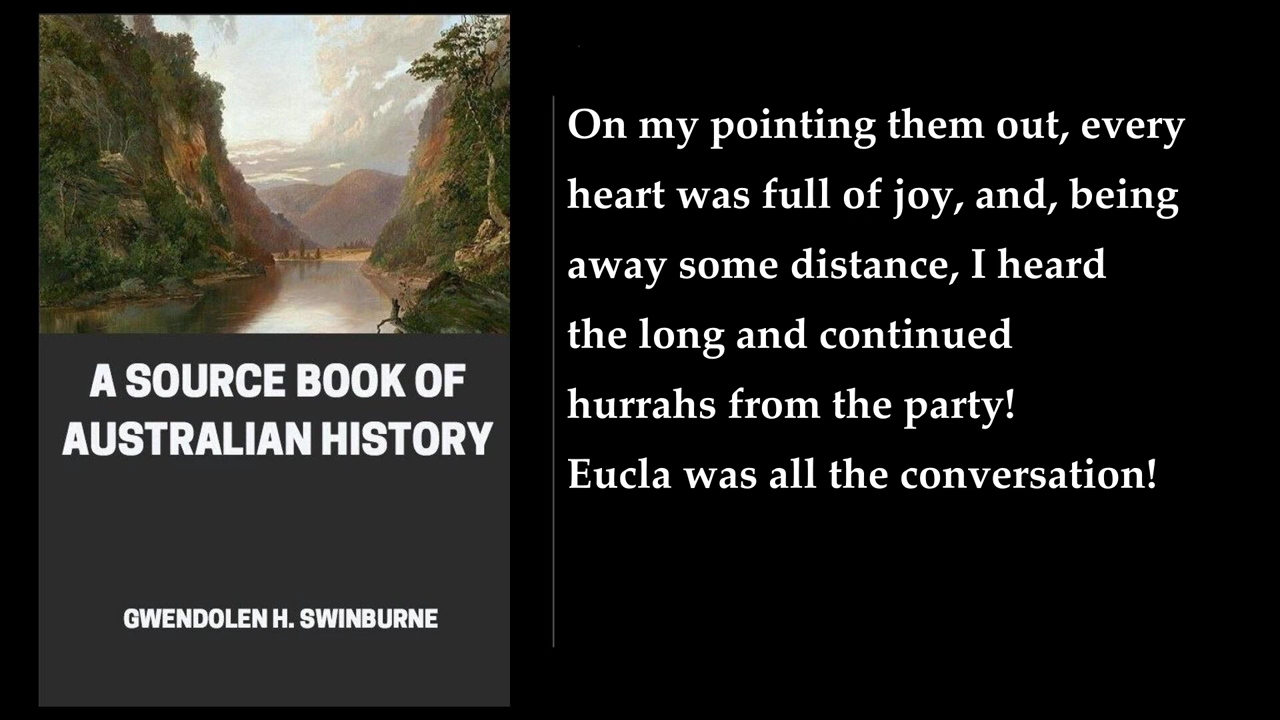 A SOURCE BOOK OF
AUSTRALIAN HISTORY
GWENDOLEN H. SWINBURNE
On my pointing them out, every
heart was full of joy, and, being
away some distance, I heard
the long and continued
hurrahs from the party!
Eucla was all the conversation!